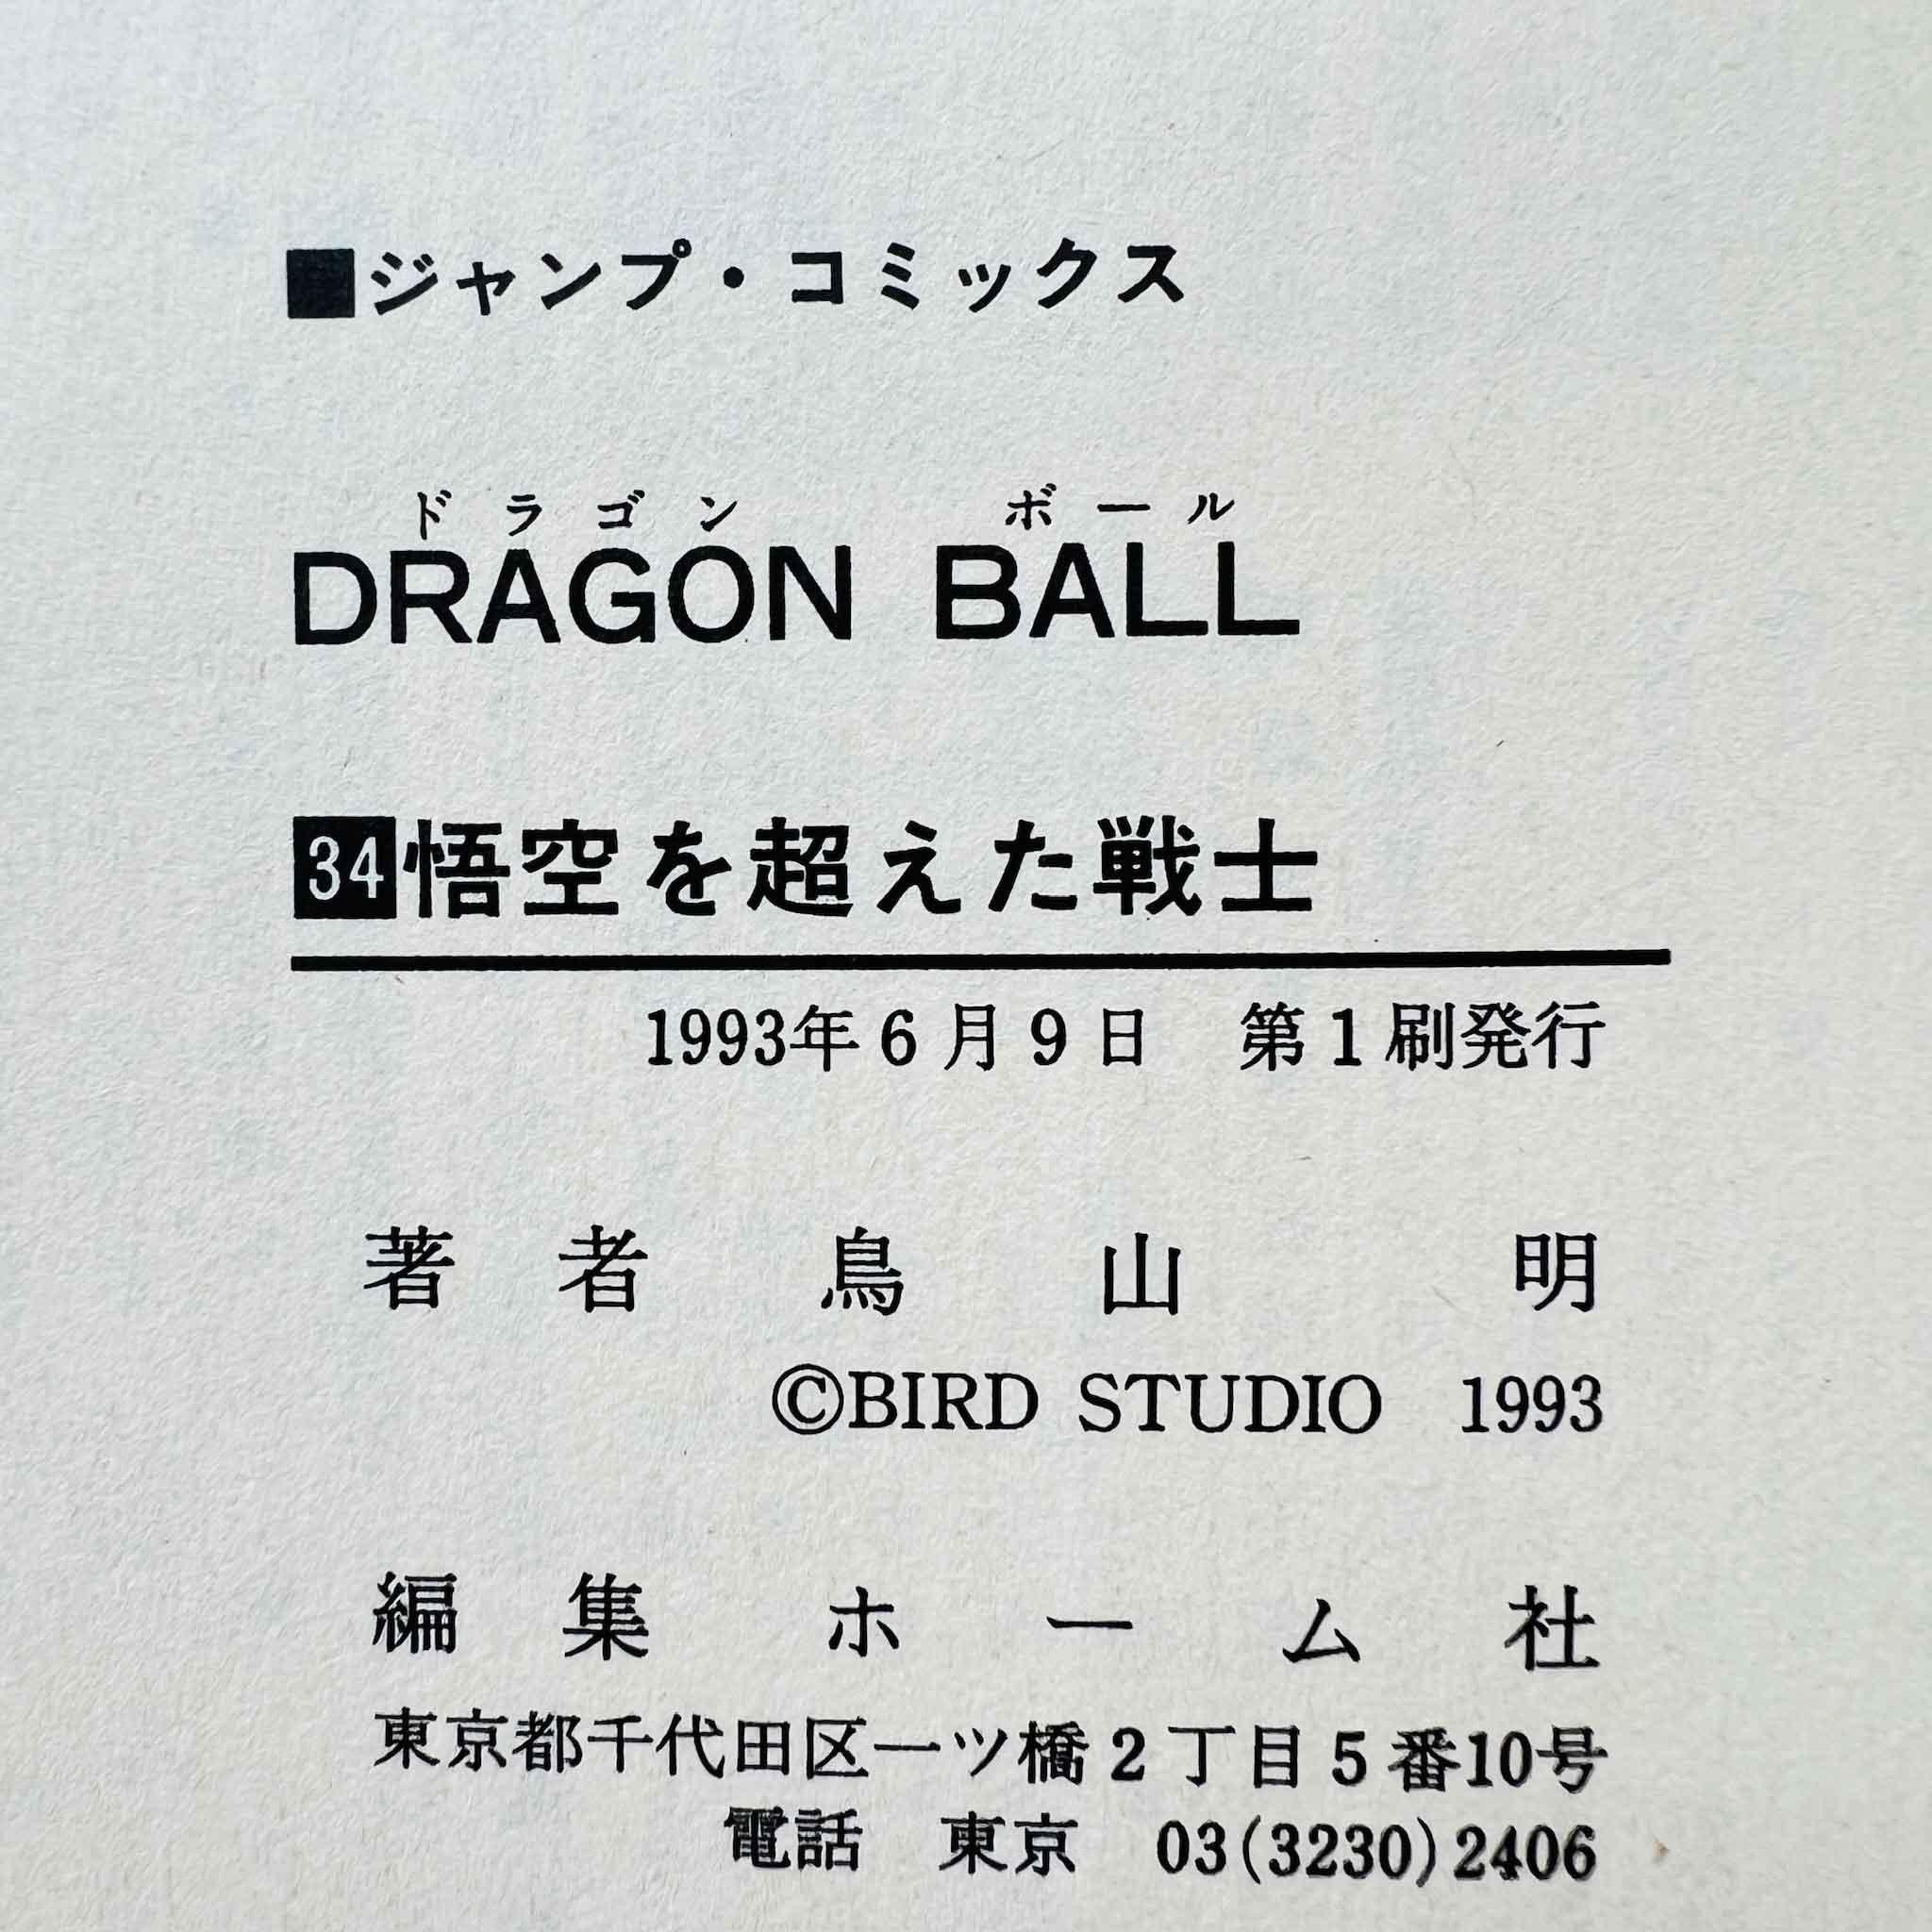 ■ジャンプ・コミックス
ドラゴン ボール
DRAGON BALL
34悟空を超えた戦士
1993年6月9日 第1刷発行
著者 鳥山明
©BIRD STUDIO 1993
編集 ホーム社
東京都千代田区一ツ橋2丁目5番10号
電話 東京 03(3230)2406